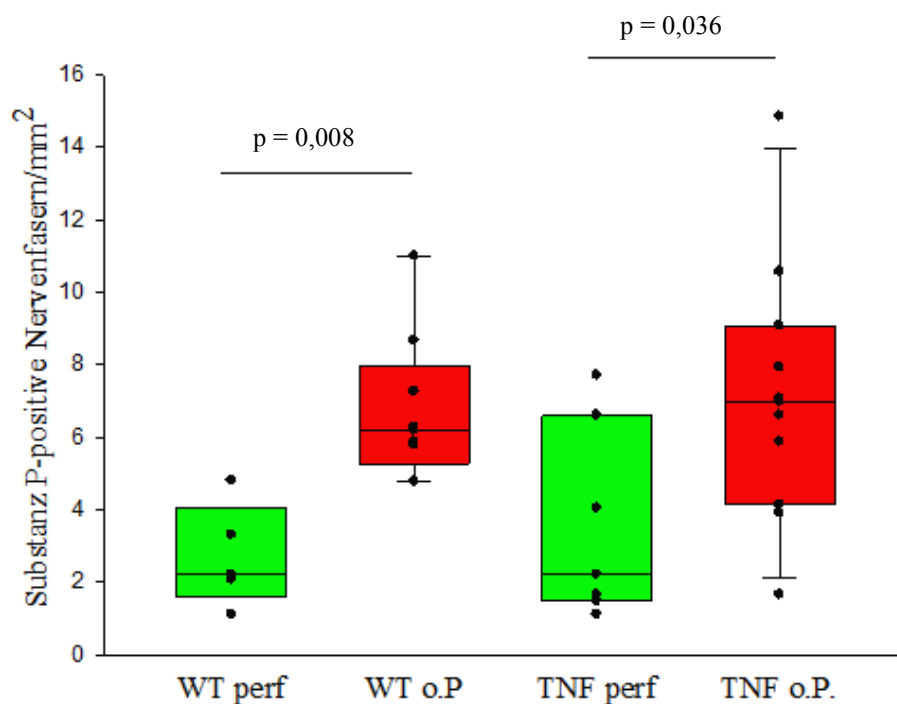 p = 0,036
p = 0,008
Substanz P-positive Nervenfasern/mm²
16
14
12
10
8
6
4
2
0
WT perf WT o.P TNF perf TNF o.P.